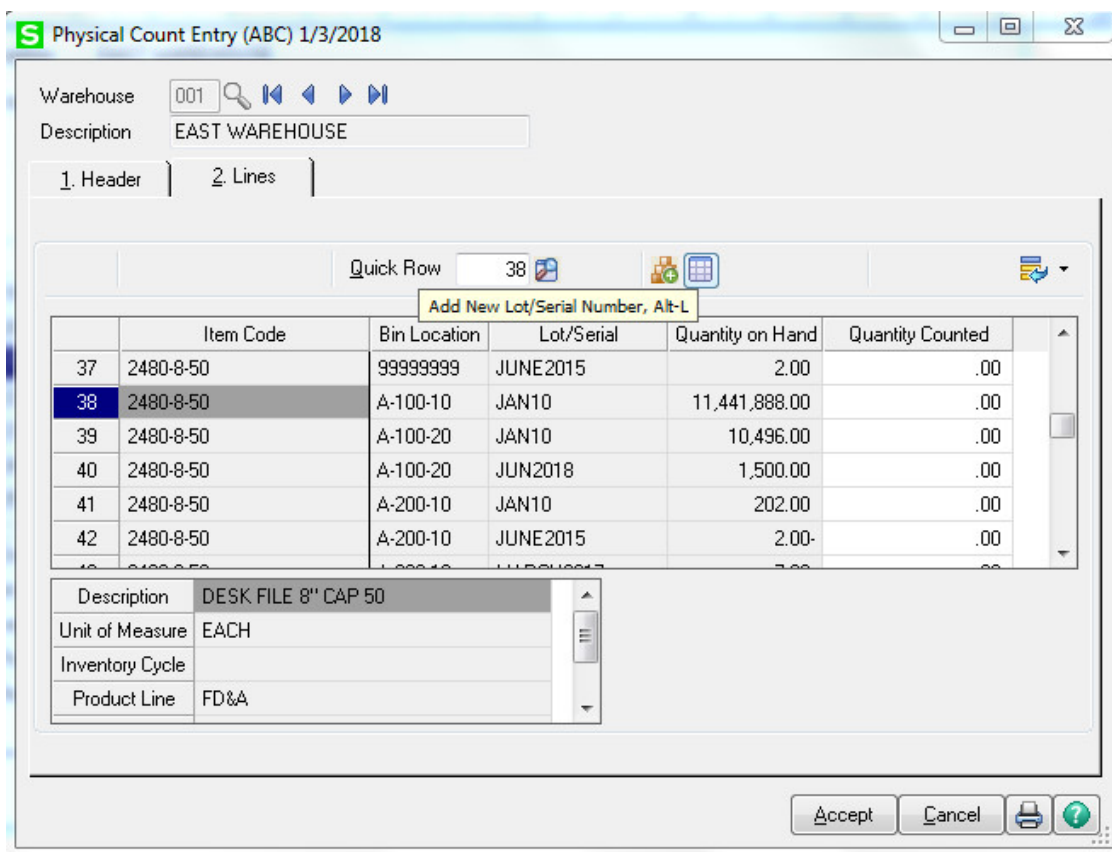 S Physical Count Entry (ABC) 1/3/2018
Warehouse 001
Description EAST WAREHOUSE
1. Header 2. Lines
Quick Row 38
Add New Lot/Serial Number, Alt-L
Item Code Bin Location Lot/Serial Quantity on Hand Quantity Counted
37 2480-8-50 99999999 JUNE2015 2.00 .00
38 2480-8-50 A-100-10 JAN10 11,441,888.00 .00
39 2480-8-50 A-100-20 JAN10 10,496.00 .00
40 2480-8-50 A-100-20 JUN2018 1,500.00 .00
41 2480-8-50 A-200-10 JAN10 202.00 .00
42 2480-8-50 A-200-10 JUNE2015 2.00- .00
Description DESK FILE 8" CAP 50
Unit of Measure EACH
Inventory Cycle
Product Line FD&A
Accept Cancel